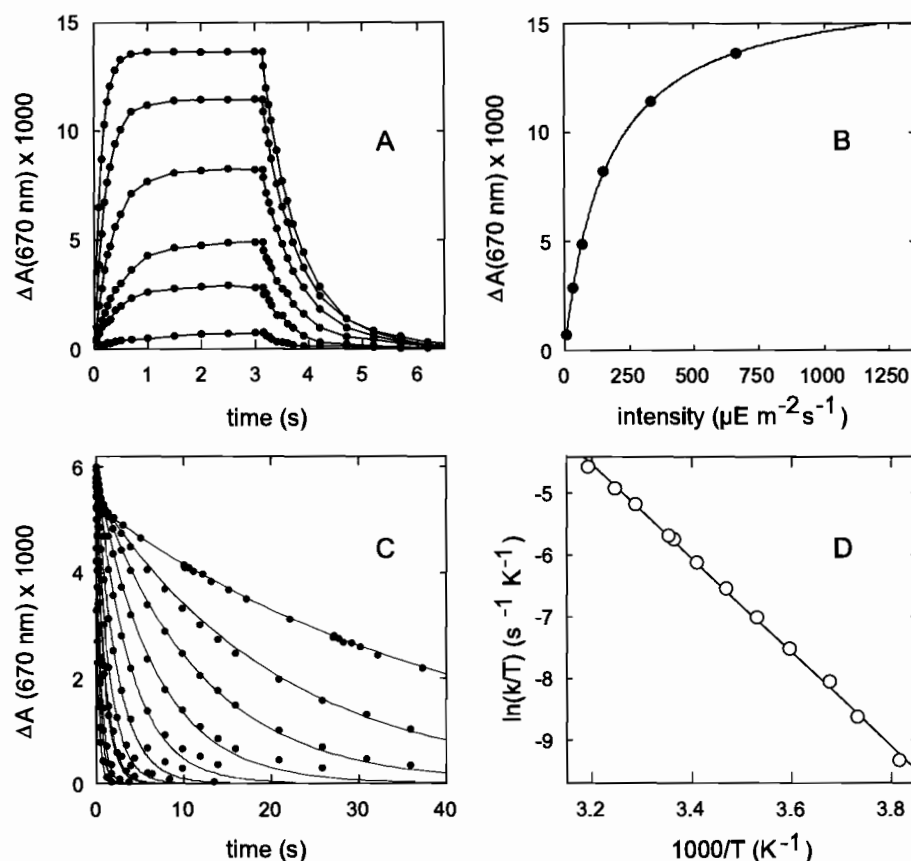 15
10
5
0
ΔA(670 nm) x 1000
A
0 1 2 3 4 5 6
time (s)
15
10
5
0
ΔA(670 nm) x 1000
B
0 250 500 750 1000 1250
intensity (µE m⁻²s⁻¹)
6
4
2
0
ΔA (670 nm) x 1000
C
0 10 20 30 40
time (s)
-5
-6
-7
-8
-9
ln(k/T) (s⁻¹ K⁻¹)
D
3.2 3.4 3.6 3.8
1000/T (K⁻¹)